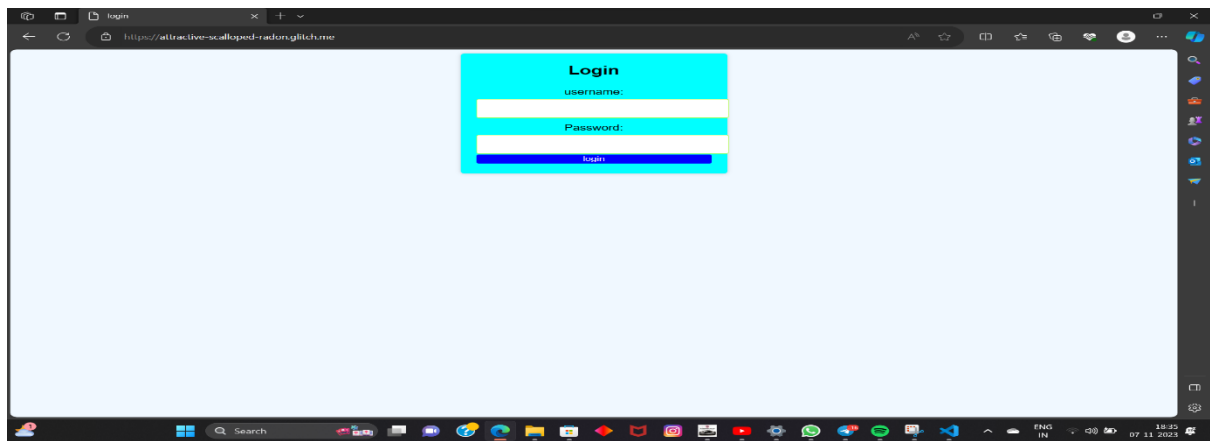 login
https://attractive-scalloped-radon.glitch.me
Login
username:
Password:
login
Search
ENG
IN
18:35
07 11 2023